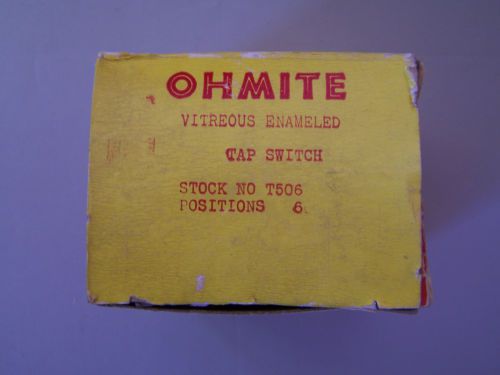 OHMITE
VITREOUS ENAMELED
TAP SWITCH
STOCK NO T506
POSITIONS 6